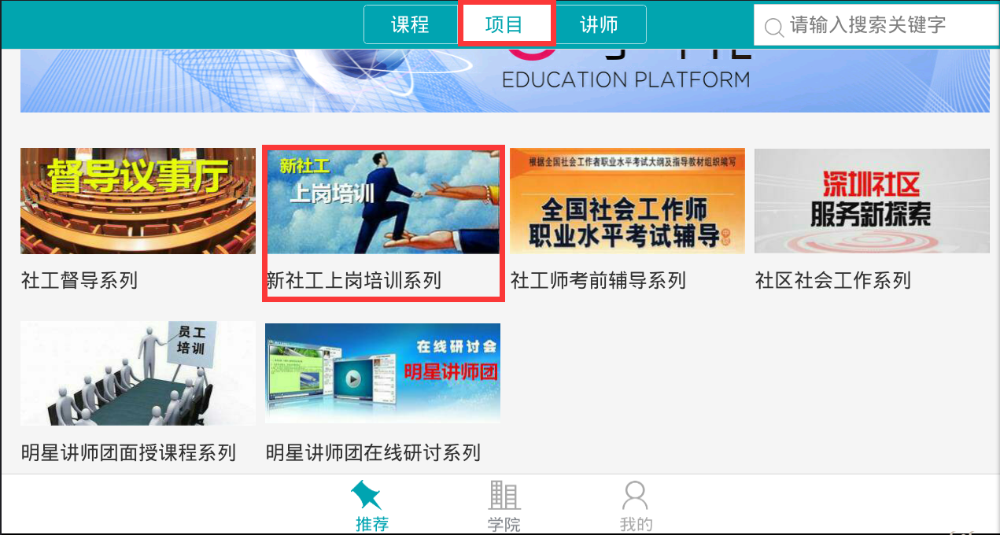 课程
项目
讲师
请输入搜索关键字
EDUCATION PLATFORM
督导议事厅
社工督导系列
新社工
上岗培训
新社工上岗培训系列
根据全国社会工作者职业水平考试大纲及指导教材组织编写
全国社会工作师
职业水平考试辅导
社工师考前辅导系列
深圳社区
服务新探索
社区社会工作系列
员工
培训
明星讲师团面授课程系列
在线研讨会
明星讲师团
明星讲师团在线研讨系列
推荐
学院
我的